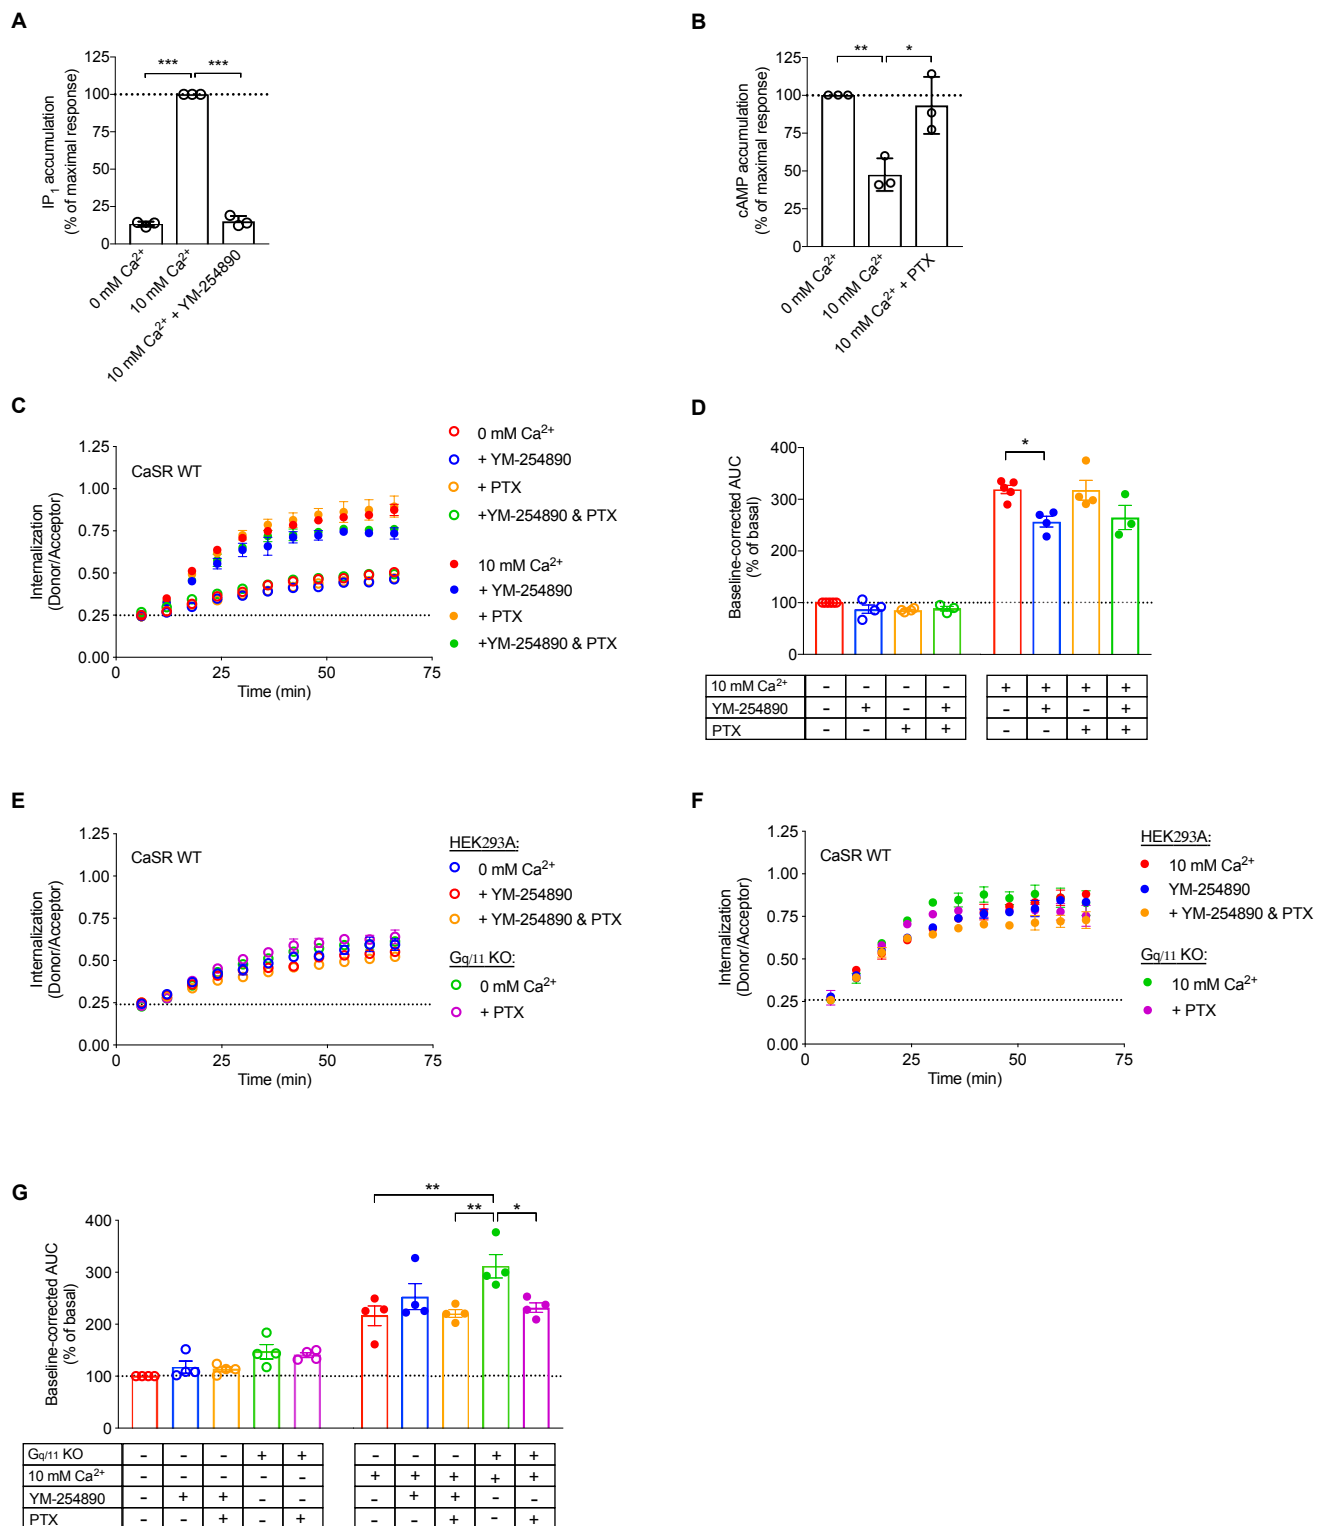 A
IP1 accumulation
(% of maximal response)
125
100
75
50
25
0
***
***
0 mM Ca2+
10 mM Ca2+
10 mM Ca2+ + YM-254890
B
cAMP accumulation
(% of maximal response)
125
100
75
50
25
0
**
*
0 mM Ca2+
10 mM Ca2+
10 mM Ca2+ + PTX
C
Internalization
(Donor/Acceptor)
1.25
1.00
0.75
0.50
0.25
0.00
CaSR WT
0
25
50
75
Time (min)
0 mM Ca2+
+ YM-254890
+ PTX
+YM-254890 & PTX
10 mM Ca2+
+ YM-254890
+ PTX
+YM-254890 & PTX
D
Baseline-corrected AUC
(% of basal)
400
300
200
100
0
*
10 mM Ca2+ - - - - + + + +
YM-254890 - + - + - + - +
PTX - - + + - - + +
E
Internalization
(Donor/Acceptor)
1.25
1.00
0.75
0.50
0.25
0.00
CaSR WT
0
25
50
75
Time (min)
HEK293A:
0 mM Ca2+
+ YM-254890
+ YM-254890 & PTX
Gq/11 KO:
0 mM Ca2+
+ PTX
F
Internalization
(Donor/Acceptor)
1.25
1.00
0.75
0.50
0.25
0.00
CaSR WT
0
25
50
75
Time (min)
HEK293A:
10 mM Ca2+
YM-254890
+ YM-254890 & PTX
Gq/11 KO:
10 mM Ca2+
+ PTX
G
Baseline-corrected AUC
(% of basal)
400
300
200
100
0
**
**
*
Gq/11 KO - - - + + - - - + +
10 mM Ca2+ - - - - - + + + + +
YM-254890 - + + - - - + + - -
PTX - - + - + - - + - +